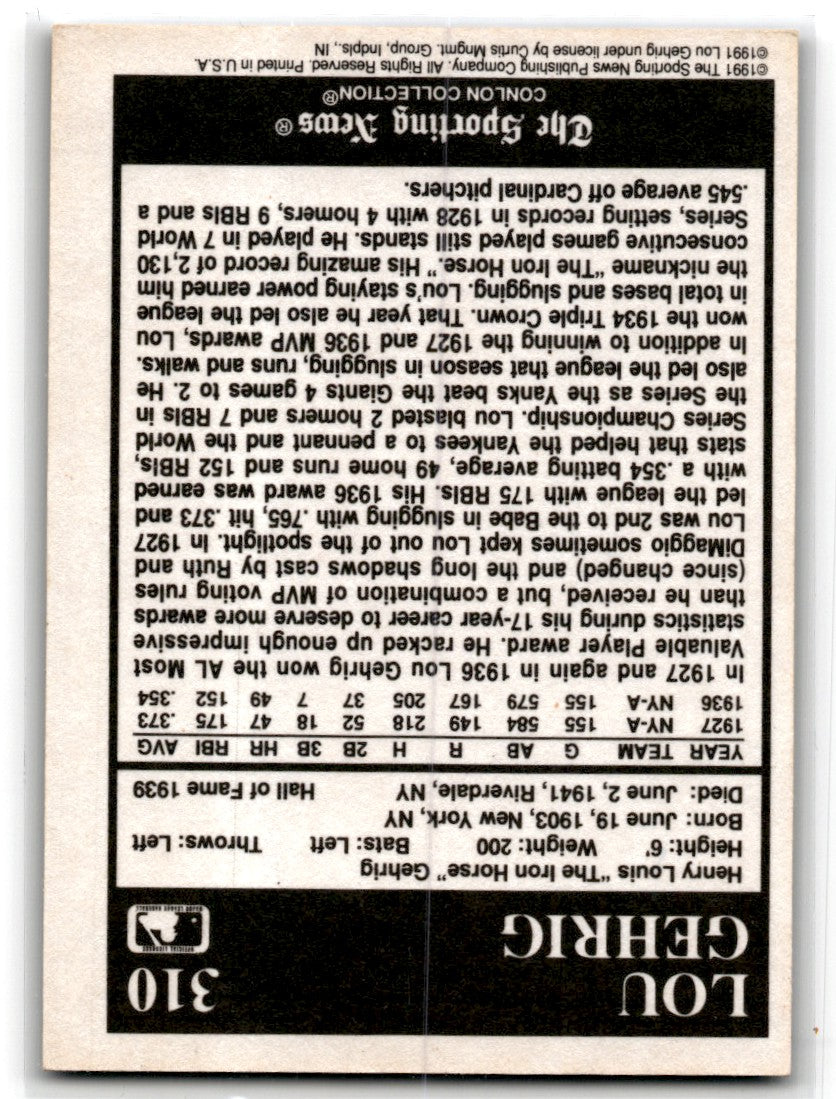 LOU
GEHRIG
310
OFFICIAL LICENSEE
MAJOR LEAGUE BASEBALL
Henry Louis "The Iron Horse" Gehrig
Height: 6' Weight: 200 Bats: Left Throws: Left
Born: June 19, 1903, New York, NY
Died: June 2, 1941, Riverdale, NY Hall of Fame 1939
YEAR TEAM G AB R H 2B 3B HR RBI AVG
1927 NY-A 155 584 149 218 52 18 47 175 .373
1936 NY-A 155 579 167 205 37 7 49 152 .354
In 1927 and again in 1936 Lou Gehrig won the AL Most
Valuable Player award. He racked up enough impressive
statistics during his 17-year career to deserve more awards
than he received, but a combination of MVP voting rules
(since changed) and the long shadows cast by Ruth and
DiMaggio sometimes kept Lou out of the spotlight. In 1927
Lou was 2nd to the Babe in slugging with .765, hit .373 and
led the league with 175 RBIs. His 1936 award was earned
with a .354 batting average, 49 home runs and 152 RBIs,
stats that helped the Yankees to a pennant and the World
Series Championship. Lou blasted 2 homers and 7 RBIs in
the Series as the Yanks beat the Giants 4 games to 2. He
also led the league that season in slugging, runs and walks.
In addition to winning the 1927 and 1936 MVP awards, Lou
won the 1934 Triple Crown. That year he also led the league
in total bases and slugging. Lou's staying power earned him
the nickname "The Iron Horse." His amazing record of 2,130
consecutive games played still stands. He played in 7 World
Series, setting records in 1928 with 4 homers, 9 RBIs and a
.545 average off Cardinal pitchers.
The Sporting News®
CONLON COLLECTION®
©1991 The Sporting News Publishing Company. All Rights Reserved. Printed in U.S.A.
©1991 Lou Gehrig under license by Curtis Mngmt. Group, Indpls., IN